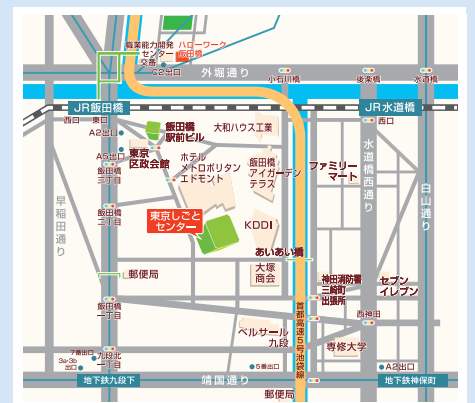 職業能力開発
センター
交番
ハローワーク
飯田橋
C2出口
外堀通り
小石川橋
後楽橋
水道橋
JR飯田橋
JR水道橋
西口
東口
A2出口
飯田橋
駅前ビル
大和ハウス工業
西口
A5出口
東京
区政会館
ホテル
メトロポリタン
エドモント
飯田橋
アイガーデン
テラス
ファミリー
マート
水道橋西通り
白山通り
飯田橋
三丁目
早稲田通り
飯田橋
二丁目
東京しごと
センター
KDDI
あいあい橋
郵便局
大塚
商会
神田消防署
三崎町
出張所
セブン
イレブン
飯田橋
一丁目
首都高速5号池袋線
西神田
ベルサール
九段
専修大学
7番出口
3a・3b
出口
九段北
一丁目
5番出口
A2出口
地下鉄九段下
靖国通り
地下鉄神保町
郵便局